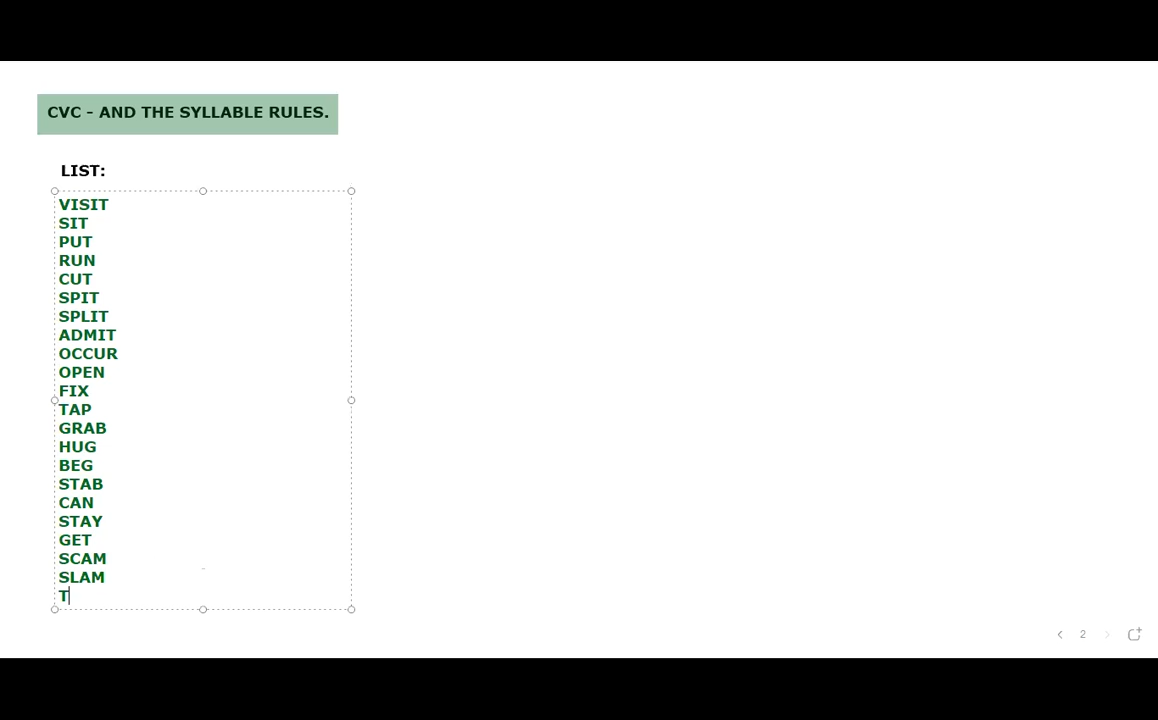 CVC - AND THE SYLLABLE RULES.
LIST:
VISIT
SIT
PUT
RUN
CUT
SPIT
SPLIT
ADMIT
OCCUR
OPEN
FIX
TAP
GRAB
HUG
BEG
STAB
CAN
STAY
GET
SCAM
SLAM
T
2